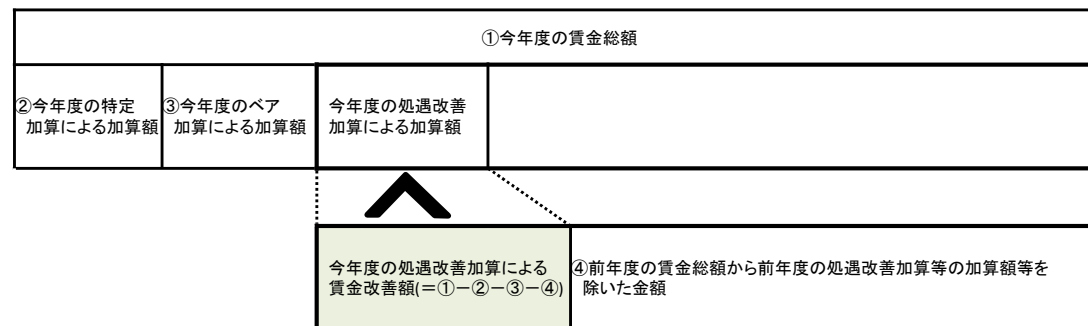 ①今年度の賃金総額
②今年度の特定
加算による加算額
③今年度のベア
加算による加算額
今年度の処遇改善
加算による加算額
今年度の処遇改善加算による
賃金改善額(＝①－②－③－④)
④前年度の賃金総額から前年度の処遇改善加算等の加算額等を
除いた金額